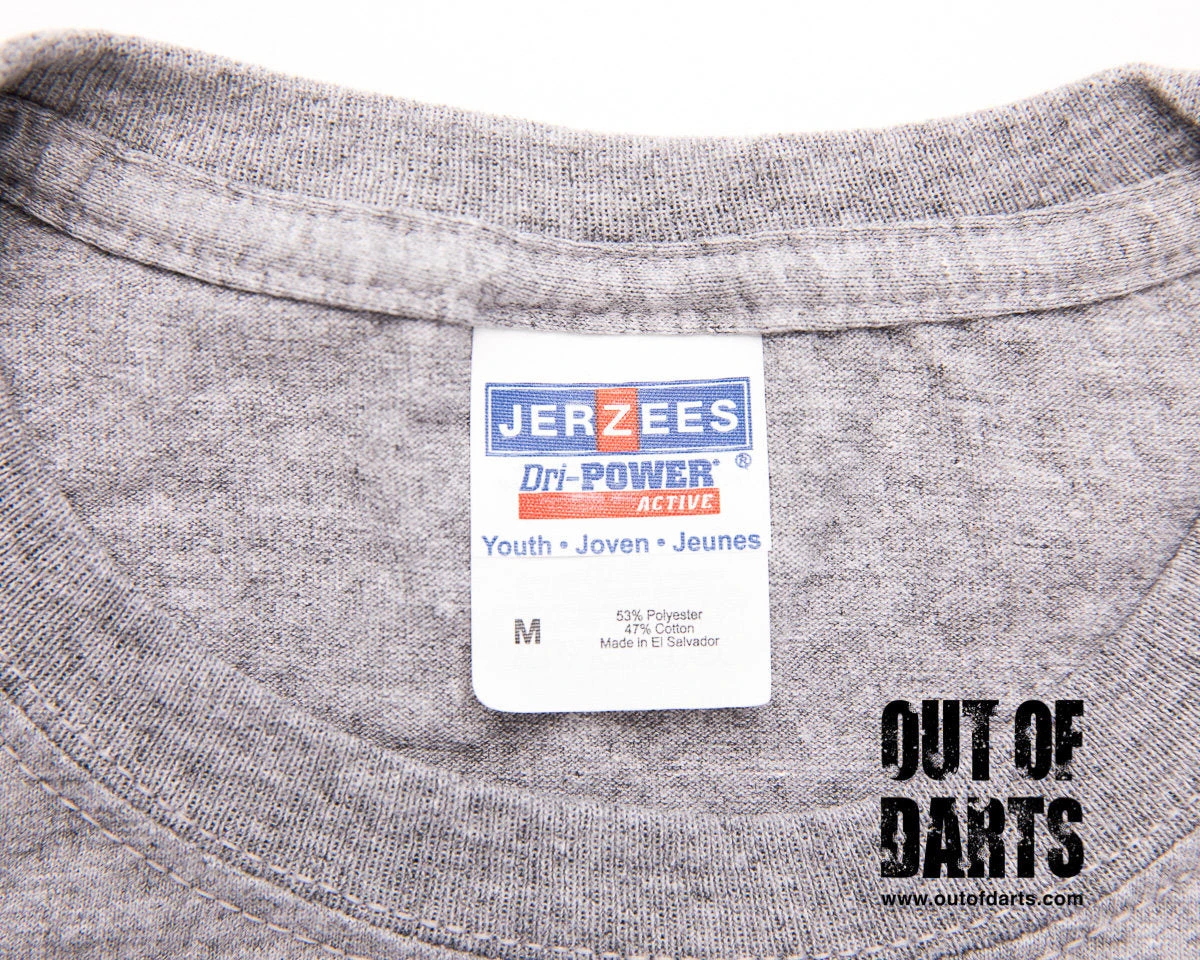 JERZEES
Dri-POWER®
ACTIVE
Youth • Joven • Jeunes
M
53% Polyester
47% Cotton
Made in El Salvador
OUT OF
DARTS
www.outofdarts.com